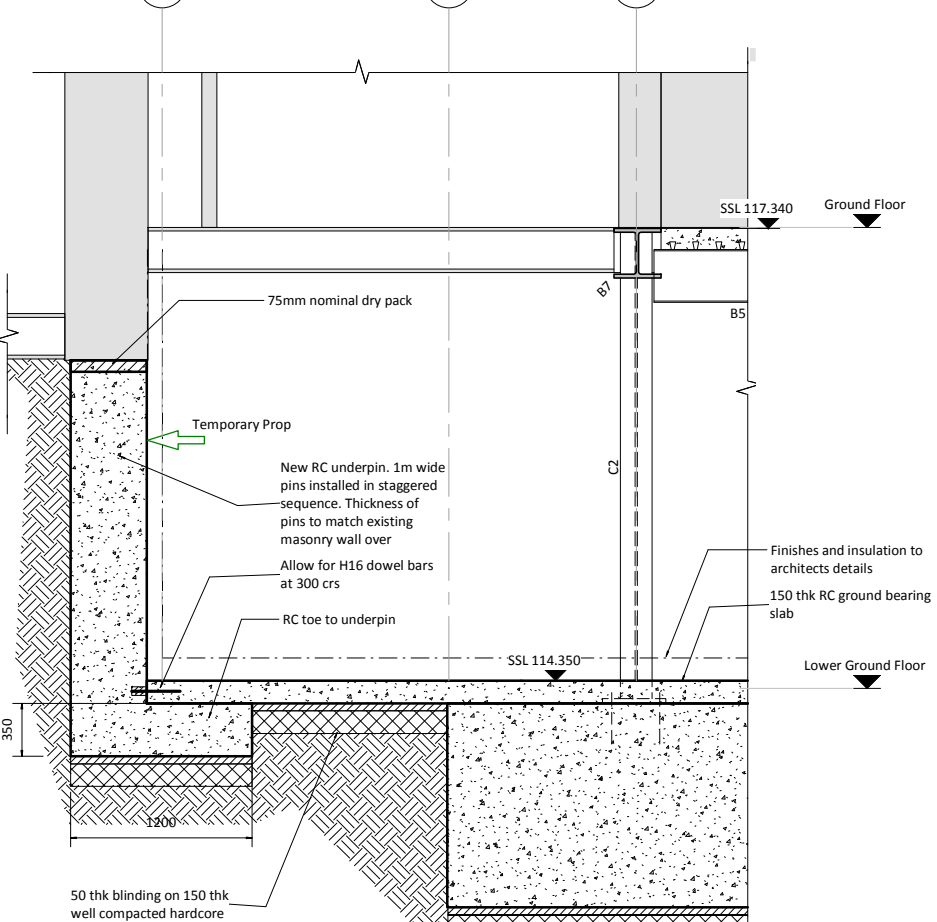 SSL 117.340
Ground Floor
B7
B5
75mm nominal dry pack
Temporary Prop
New RC underpin. 1m wide
pins installed in staggered
sequence. Thickness of
pins to match existing
masonry wall over
C2
Allow for H16 dowel bars
at 300 crs
Finishes and insulation to
architects details
150 thk RC ground bearing
slab
RC toe to underpin
SSL 114.350
Lower Ground Floor
350
1200
50 thk blinding on 150 thk
well compacted hardcore